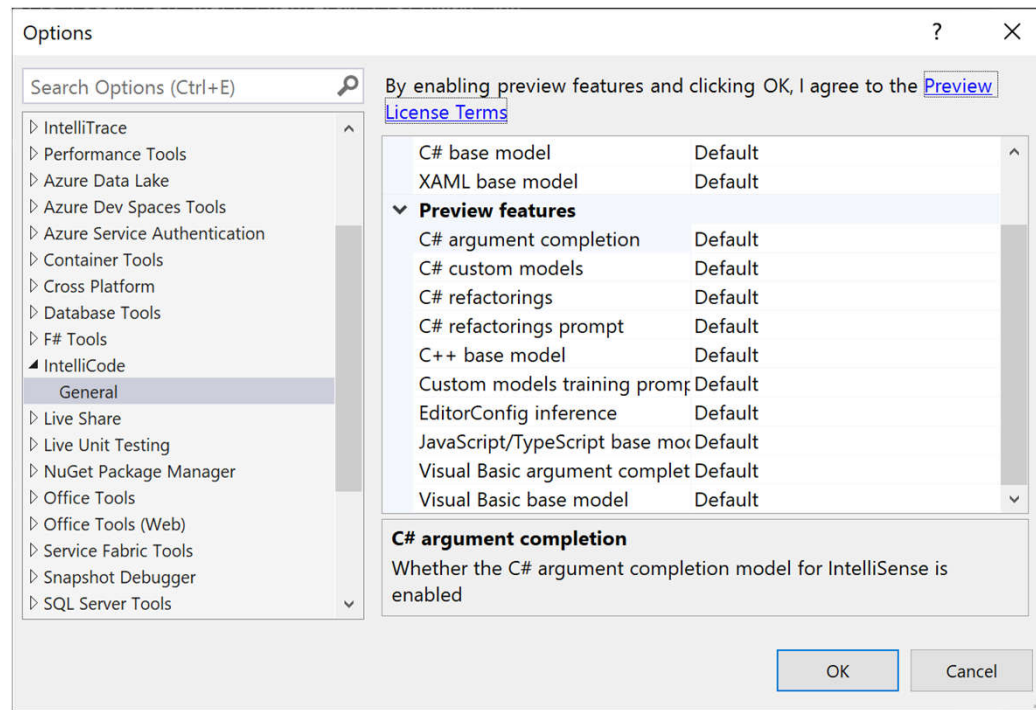 Options
?
Search Options (Ctrl+E)
IntelliTrace
Performance Tools
Azure Data Lake
Azure Dev Spaces Tools
Azure Service Authentication
Container Tools
Cross Platform
Database Tools
F# Tools
IntelliCode
General
Live Share
Live Unit Testing
NuGet Package Manager
Office Tools
Office Tools (Web)
Service Fabric Tools
Snapshot Debugger
SQL Server Tools
By enabling preview features and clicking OK, I agree to the Preview
License Terms
C# base model Default
XAML base model Default
Preview features
C# argument completion Default
C# custom models Default
C# refactorings Default
C# refactorings prompt Default
C++ base model Default
Custom models training promp Default
EditorConfig inference Default
JavaScript/TypeScript base mod Default
Visual Basic argument complet Default
Visual Basic base model Default
C# argument completion
Whether the C# argument completion model for IntelliSense is
enabled
OK Cancel